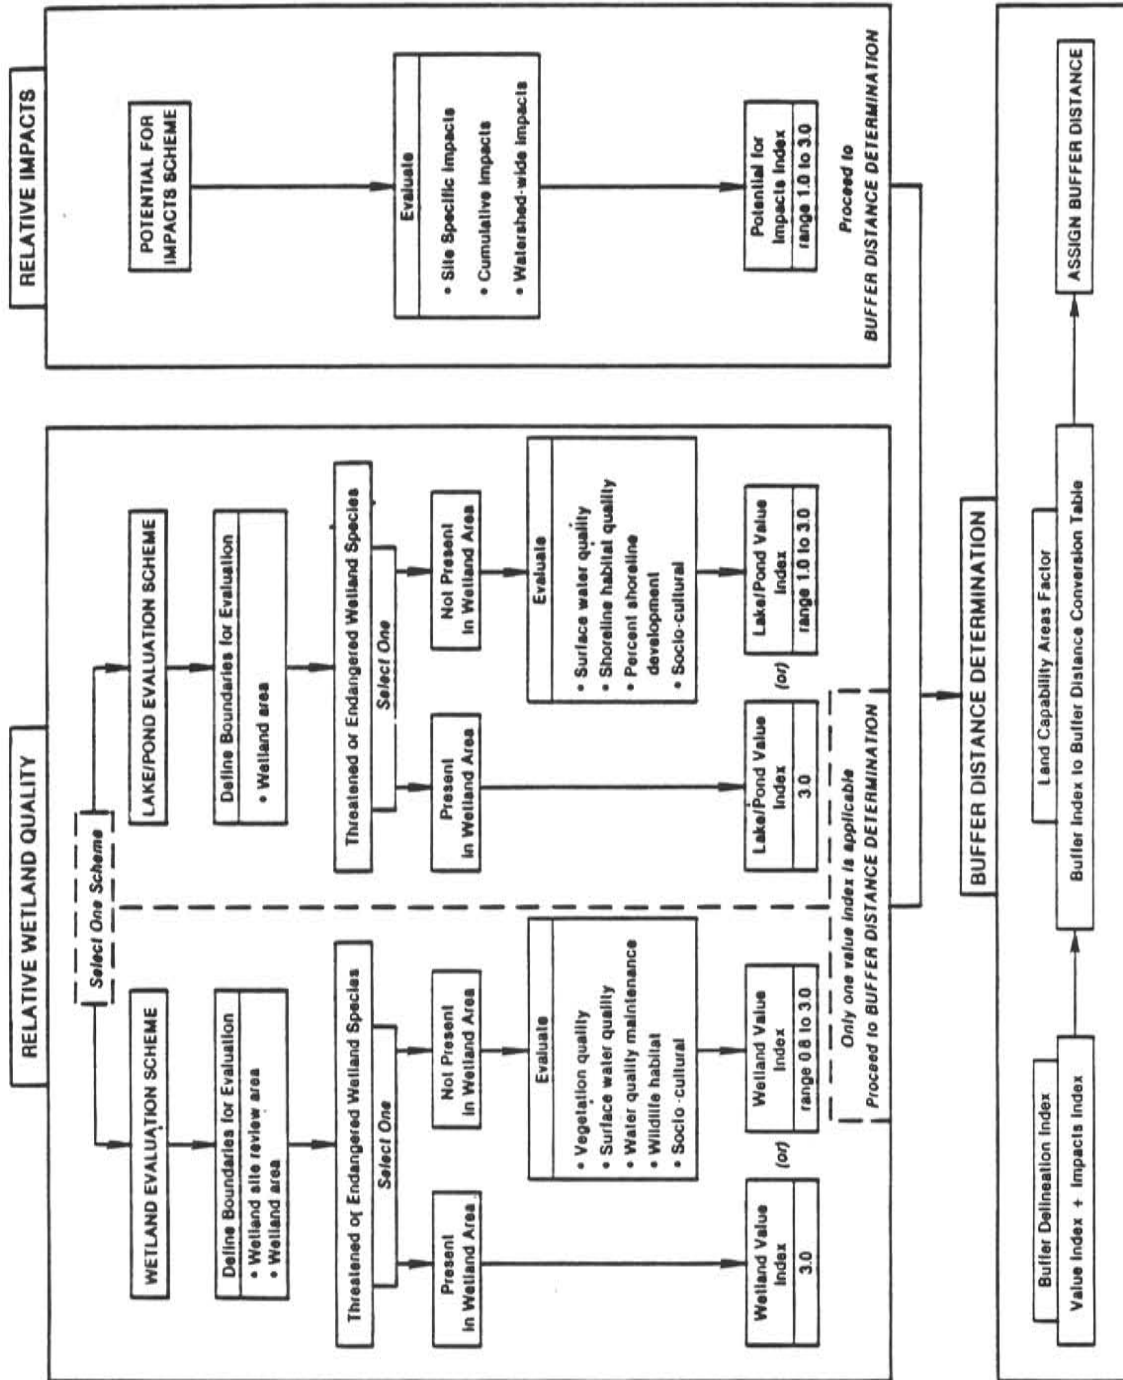 RELATIVE WETLAND QUALITY
Select One Scheme
WETLAND EVALUATION SCHEME
Define Boundaries for Evaluation
• Wetland site review area
• Wetland area
Threatened or Endangered Wetland Species
Select One
Present
in Wetland Area
Not Present
in Wetland Area
Evaluate
• Vegetation quality
• Surface water quality
• Water quality maintenance
• Wildlife habitat
• Socio-cultural
Wetland Value
Index
3.0
(or)
Wetland Value
Index
range 0.8 to 3.0
LAKE/POND EVALUATION SCHEME
Define Boundaries for Evaluation
• Wetland area
Threatened or Endangered Wetland Species
Select One
Present
in Wetland Area
Not Present
in Wetland Area
Evaluate
• Surface water quality
• Shoreline habitat quality
• Percent shoreline
development
• Socio-cultural
Lake/Pond Value
Index
3.0
(or)
Lake/Pond Value
Index
range 1.0 to 3.0
Only one value index is applicable
Proceed to BUFFER DISTANCE DETERMINATION
RELATIVE IMPACTS
POTENTIAL FOR
IMPACTS SCHEME
Evaluate
• Site Specific Impacts
• Cumulative Impacts
• Watershed-wide Impacts
Potential for
Impacts Index
range 1.0 to 3.0
Proceed to
BUFFER DISTANCE DETERMINATION
BUFFER DISTANCE DETERMINATION
Buffer Delineation Index
Value Index + Impacts Index
Land Capability Areas Factor
Buffer Index to Buffer Distance Conversion Table
ASSIGN BUFFER DISTANCE